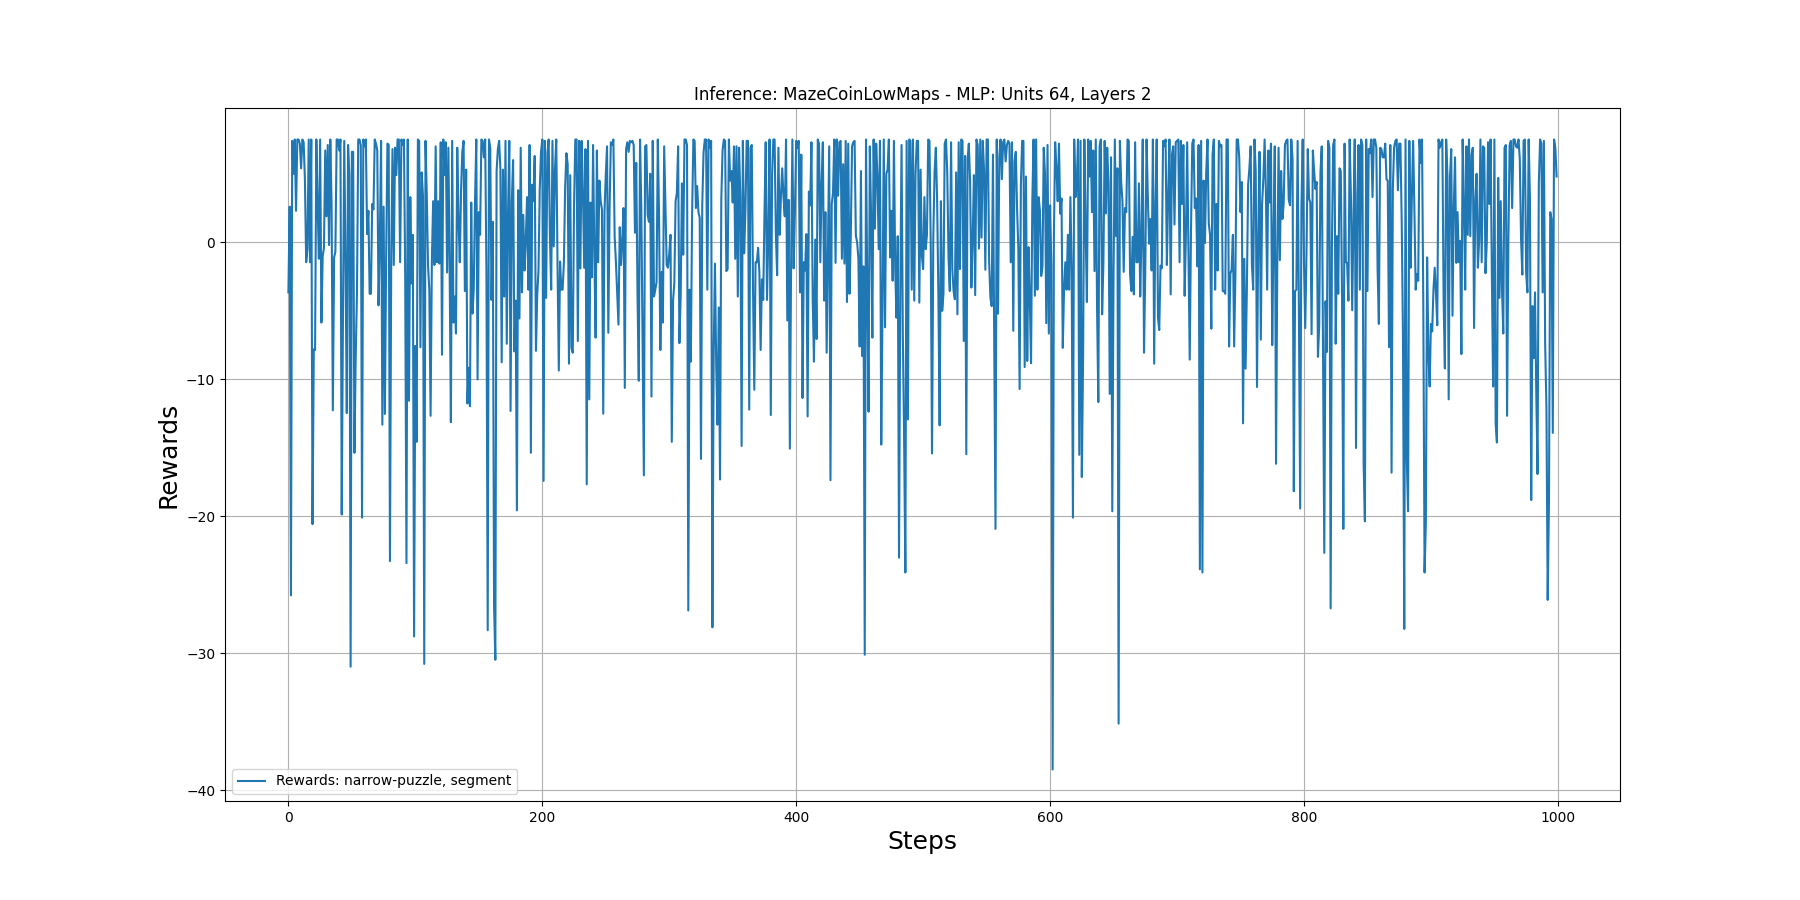 Inference: MazeCoinLowMaps - MLP: Units 64, Layers 2
Rewards
0
−10
−20
−30
−40
Rewards: narrow-puzzle, segment
0
200
400
600
800
1000
Steps